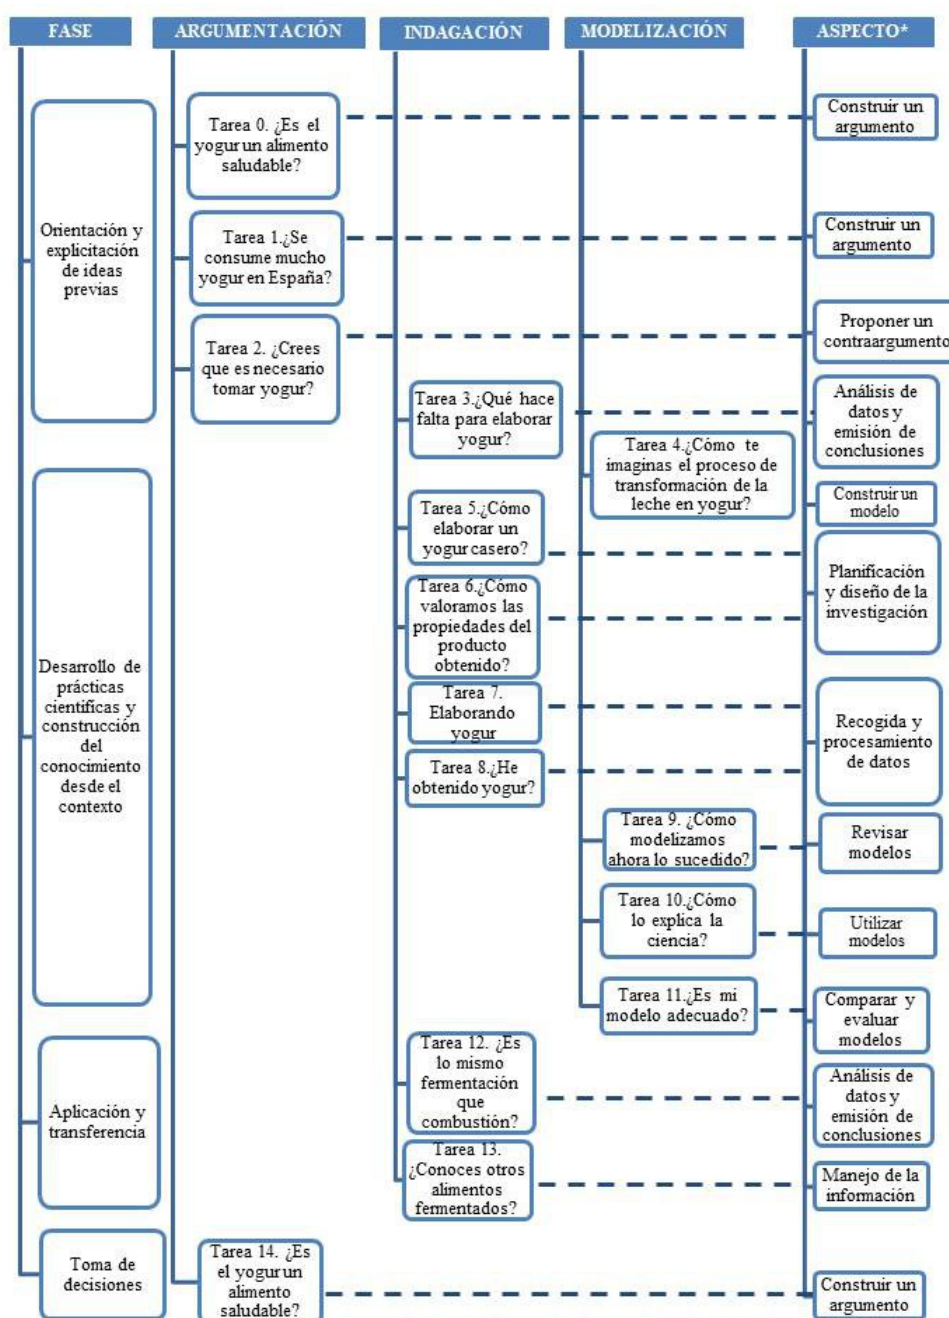 FASE
ARGUMENTACIÓN
INDAGACIÓN
MODELIZACIÓN
ASPECTO*
Orientación y
explicitación
de ideas
previas
Tarea 0. ¿Es el
yogur un alimento
saludable?
Construir un
argumento
Tarea 1.¿Se
consume mucho
yogur en España?
Construir un
argumento
Tarea 2. ¿Crees
que es necesario
tomar yogur?
Proponer un
contraargumento
Tarea 3.¿Qué hace
falta para elaborar
yogur?
Análisis de
datos y
emisión de
conclusiones
Tarea 4.¿Cómo te
imaginas el proceso de
transformación de la
leche en yogur?
Construir un
modelo
Desarrollo de
prácticas
científicas y
construcción
del
conocimiento
desde el
contexto
Tarea 5.¿Cómo
elaborar un
yogur casero?
Tarea 6.¿Cómo
valoramos las
propiedades del
producto
obtenido?
Planificación
y diseño de la
investigación
Tarea 7.
Elaborando
yogur
Tarea 8.¿He
obtenido yogur?
Recogida y
procesamiento
de datos
Tarea 9. ¿Cómo
modelizamos
ahora lo sucedido?
Revisar
modelos
Tarea 10.¿Cómo
lo explica la
ciencia?
Utilizar
modelos
Tarea 11.¿Es mi
modelo adecuado?
Comparar y
evaluar
modelos
Aplicación y
transferencia
Tarea 12. ¿Es
lo mismo
fermentación
que
combustión?
Análisis de
datos y
emisión de
conclusiones
Tarea 13.
¿Conoces otros
alimentos
fermentados?
Manejo de la
información
Toma de
decisiones
Tarea 14. ¿Es
el yogur un
alimento
saludable?
Construir un
argumento